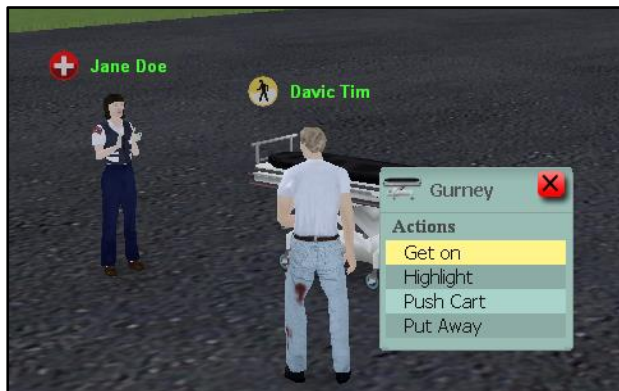 Jane Doe
Davic Tim
Gurney
Actions
Get on
Highlight
Push Cart
Put Away